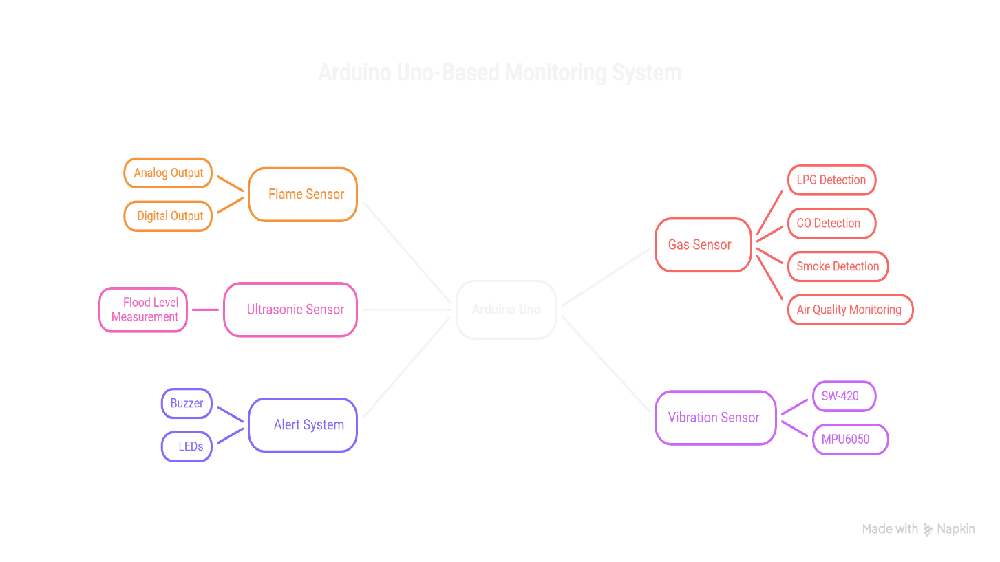 Arduino Uno-Based Monitoring System
Analog Output
Digital Output
Flame Sensor
Flood Level
Measurement
Ultrasonic Sensor
Buzzer
LEDs
Alert System
Arduino Uno
Gas Sensor
LPG Detection
CO Detection
Smoke Detection
Air Quality Monitoring
Vibration Sensor
SW-420
MPU6050
Made with Napkin